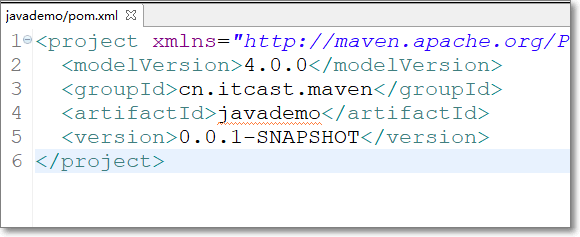 javademo/pom.xml
1 <project xmlns="http://maven.apache.org/P
2 <modelVersion>4.0.0</modelVersion>
3 <groupId>cn.itcast.maven</groupId>
4 <artifactId>javademo</artifactId>
5 <version>0.0.1-SNAPSHOT</version>
6 </project>